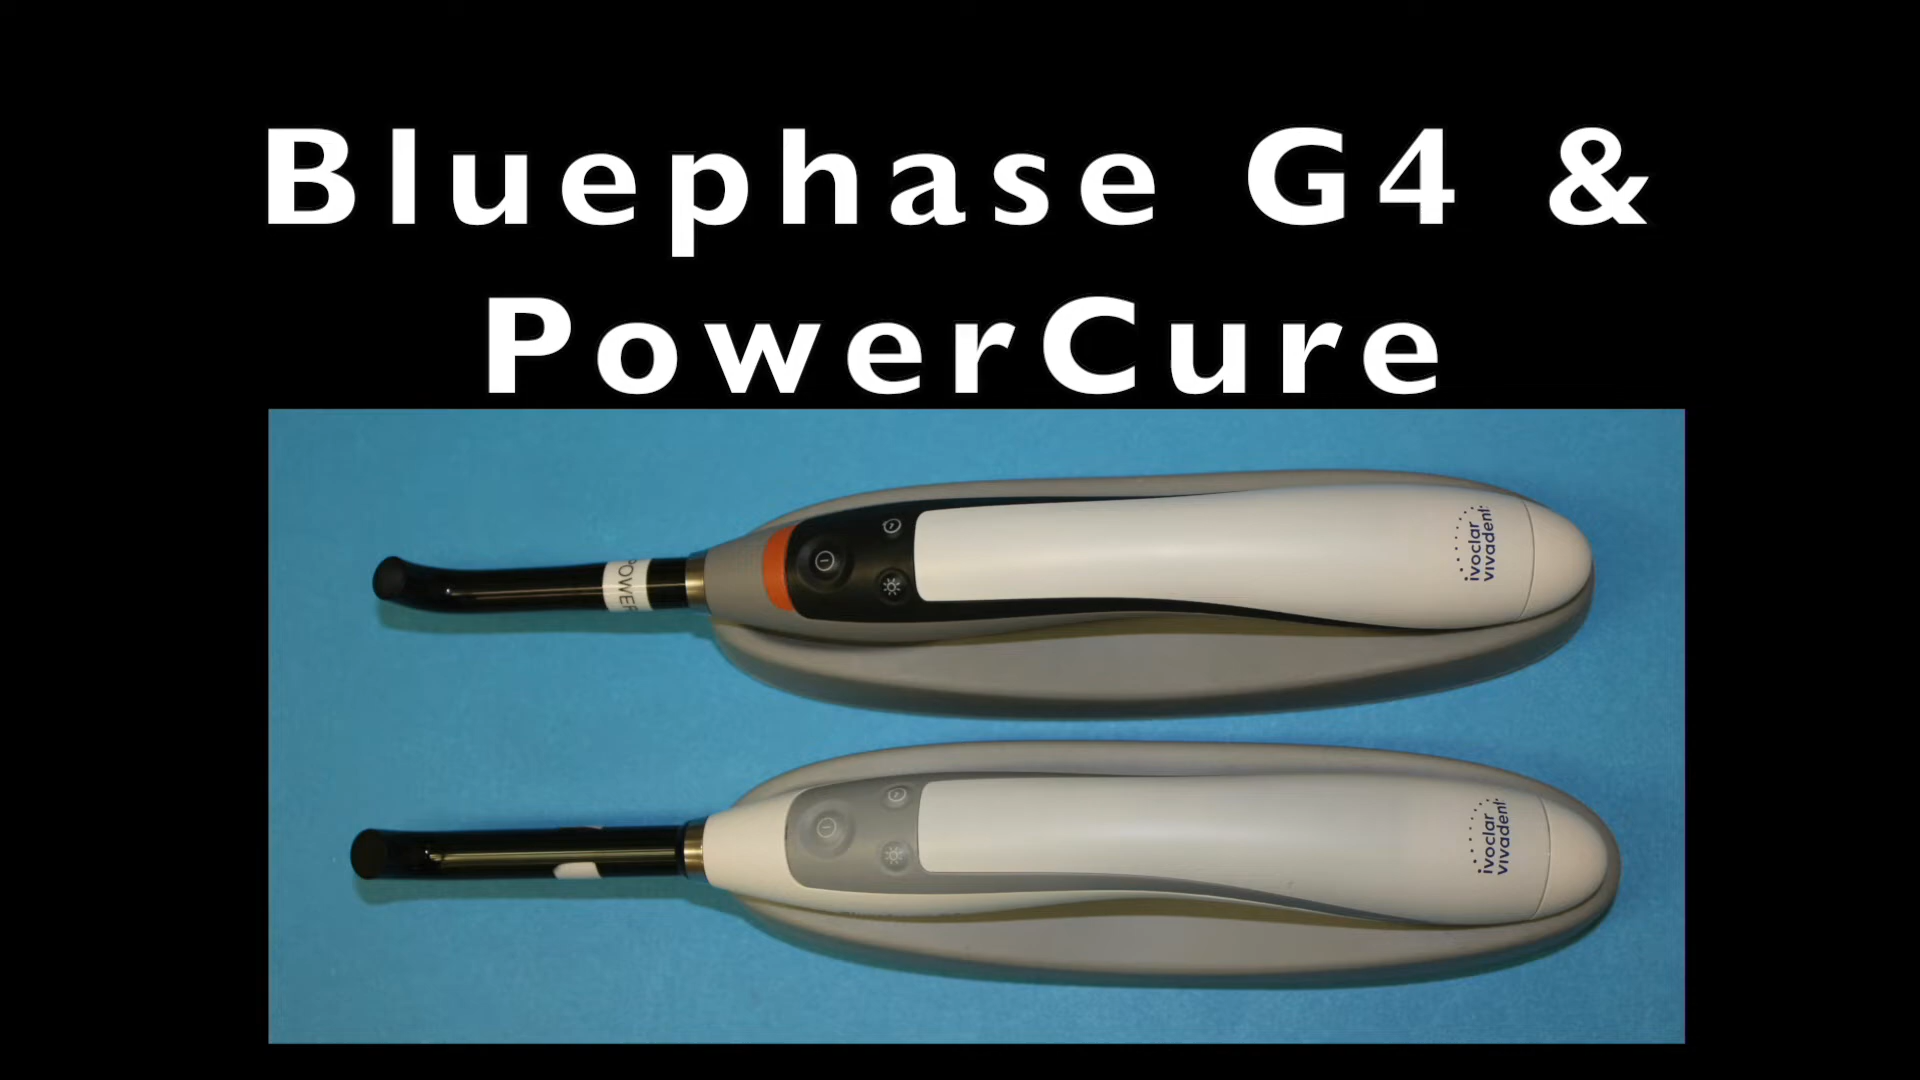 Bluephase G4 &
PowerCure
POWER
ivoclar
vivadent
ivoclar
vivadent